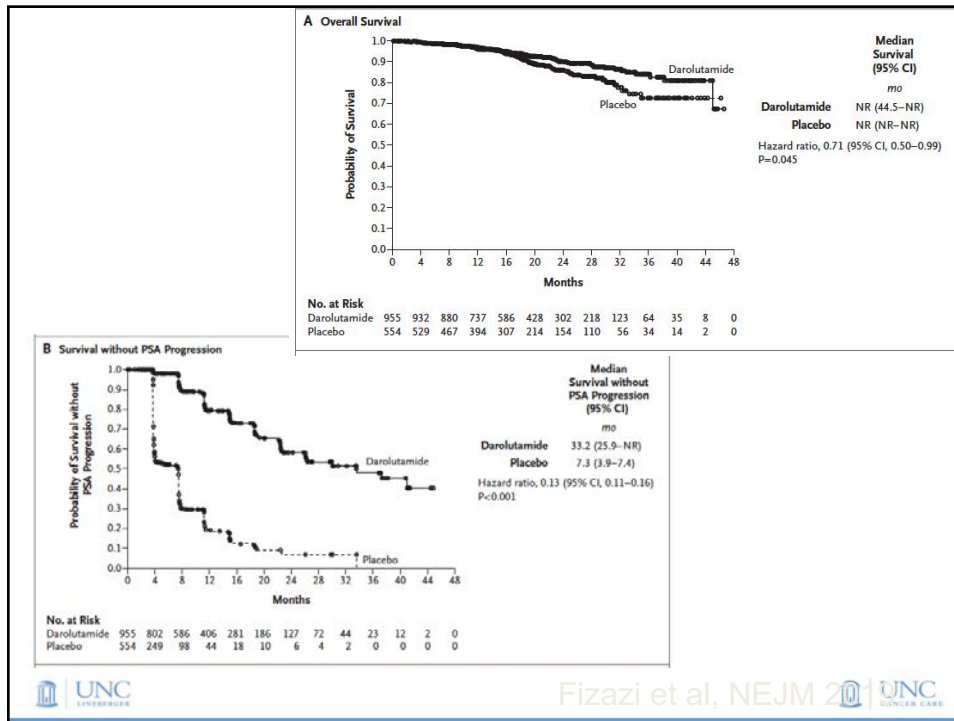 A Overall Survival
Probability of Survival
1.0
0.9
0.8
0.7
0.6
0.5
0.4
0.3
0.2
0.1
0.0
0 4 8 12 16 20 24 28 32 36 40 44 48
Months
Darolutamide
Placebo
Median
Survival
(95% CI)
mo
Darolutamide NR (44.5–NR)
Placebo NR (NR–NR)
Hazard ratio, 0.71 (95% CI, 0.50–0.99)
P=0.045
No. at Risk
Darolutamide 955 932 880 737 586 428 302 218 123 64 35 8 0
Placebo 554 529 467 394 307 214 154 110 56 34 14 2 0
B Survival without PSA Progression
Probability of Survival without
PSA Progression
1.0
0.9
0.8
0.7
0.6
0.5
0.4
0.3
0.2
0.1
0.0
0 4 8 12 16 20 24 28 32 36 40 44 48
Months
Darolutamide
Placebo
Median
Survival without
PSA Progression
(95% CI)
mo
Darolutamide 33.2 (25.9–NR)
Placebo 7.3 (3.9–7.4)
Hazard ratio, 0.13 (95% CI, 0.11–0.16)
P<0.001
No. at Risk
Darolutamide 955 802 586 406 281 186 127 72 44 23 12 2 0
Placebo 554 249 98 44 18 10 6 4 2 0 0 0 0
UNC
LINEBERGER
Fizazi et al, NEJM 2019
UNC
CANCER CARE